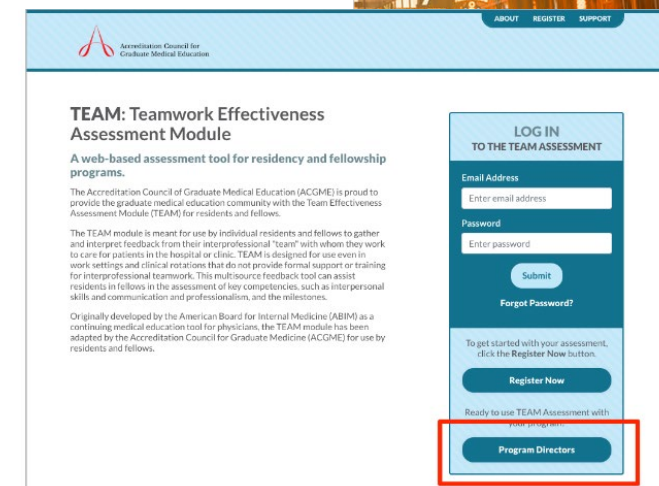 ABOUT REGISTER SUPPORT
Accreditation Council for
Graduate Medical Education
TEAM: Teamwork Effectiveness
Assessment Module
A web-based assessment tool for residency and fellowship
programs.
The Accreditation Council of Graduate Medical Education (ACGME) is proud to
provide the graduate medical education community with the Team Effectiveness
Assessment Module (TEAM) for residents and fellows.
The TEAM module is meant for use by individual residents and fellows to gather
and interpret feedback from their interprofessional "team" with whom they work
to care for patients in the hospital or clinic. TEAM is designed for use even in
work settings and clinical rotations that do not provide formal support or training
for interprofessional teamwork. This multisource feedback tool can assist
residents in fellows in the assessment of key competencies, such as interpersonal
skills and communication and professionalism, and the milestones.
Originally developed by the American Board for Internal Medicine (ABIM) as a
continuing medical education tool for physicians, the TEAM module has been
adapted by the Accreditation Council for Graduate Medicine (ACGME) for use by
residents and fellows.
LOG IN
TO THE TEAM ASSESSMENT
Email Address
Enter email address
Password
Enter password
Submit
Forgot Password?
To get started with your assessment,
click the Register Now button.
Register Now
Ready to use TEAM Assessment with
your program?
Program Directors